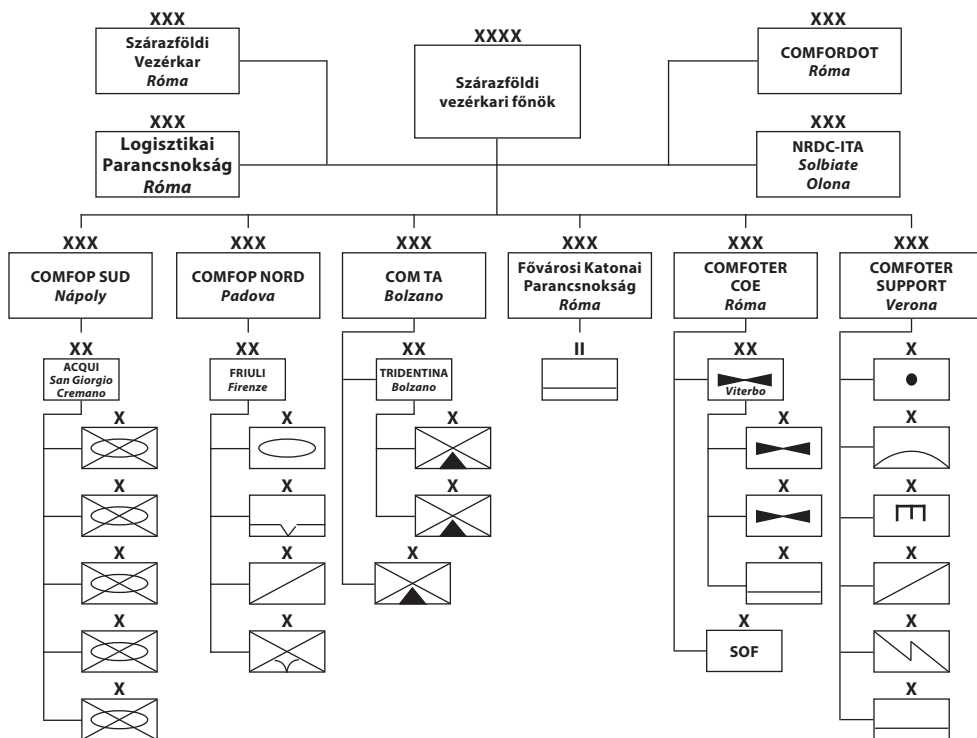 XXX
Szárazföldi
Vezérkar
Róma
XXXX
Szárazföldi
vezérkari főnök
XXX
COMFORDOT
Róma
XXX
Logisztikai
Parancsnokság
Róma
XXX
NRDC-ITA
Solbiate
Olona
XXX
COMFOP SUD
Nápoly
XXX
COMFOP NORD
Padova
XXX
COM TA
Bolzano
XXX
Fővárosi Katonai
Parancsnokság
Róma
XXX
COMFOTER
COE
Róma
XXX
COMFOTER
SUPPORT
Verona
XX
ACQUI
San Giorgio
Cremano
X
X
X
X
X
XX
FRIULI
Firenze
X
X
X
X
XX
TRIDENTINA
Bolzano
X
X
X
II
XX
Viterbo
X
X
X
X
SOF
X
X
X
X
X
X